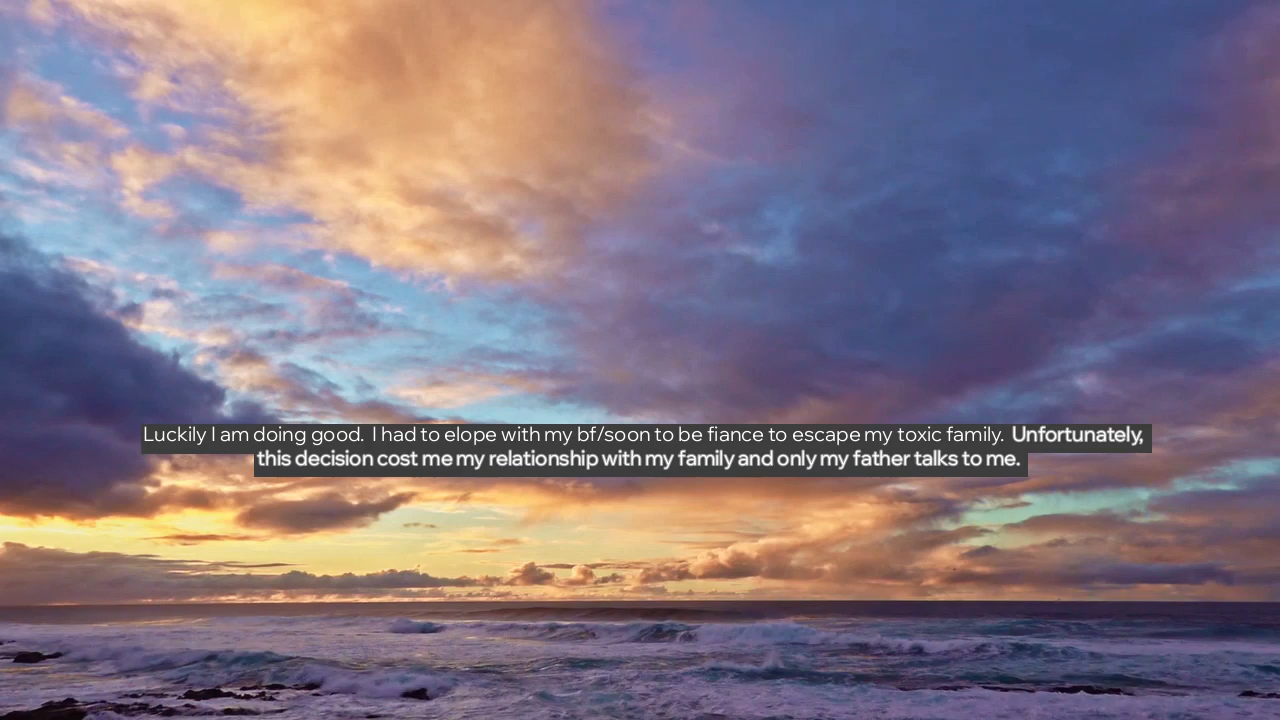 Luckily I am doing good. I had to elope with my bf/soon to be fiance to escape my toxic family. Unfortunately,
this decision cost me my relationship with my family and only my father talks to me.